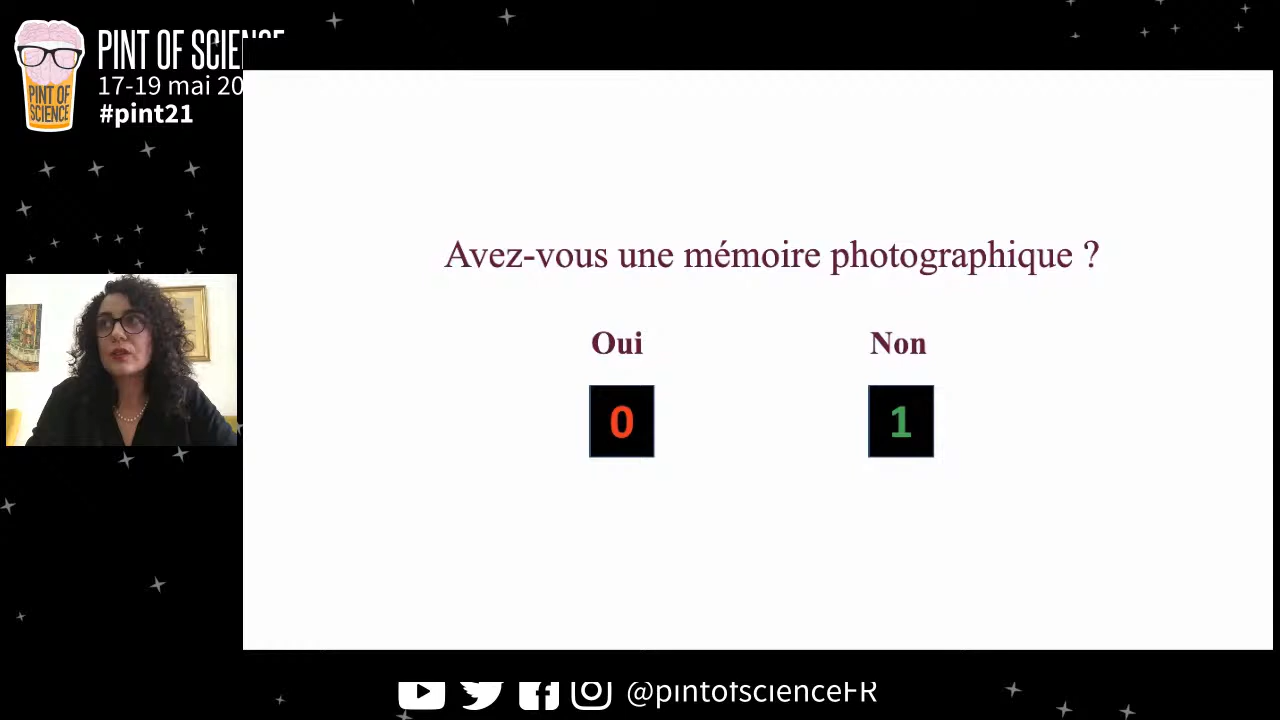 PINT OF SCIENCE
17-19 mai 20
#pint21
PINT OF
SCIENCE
Avez-vous une mémoire photographique ?
Oui
Non
0
1
@pintofscienceFR